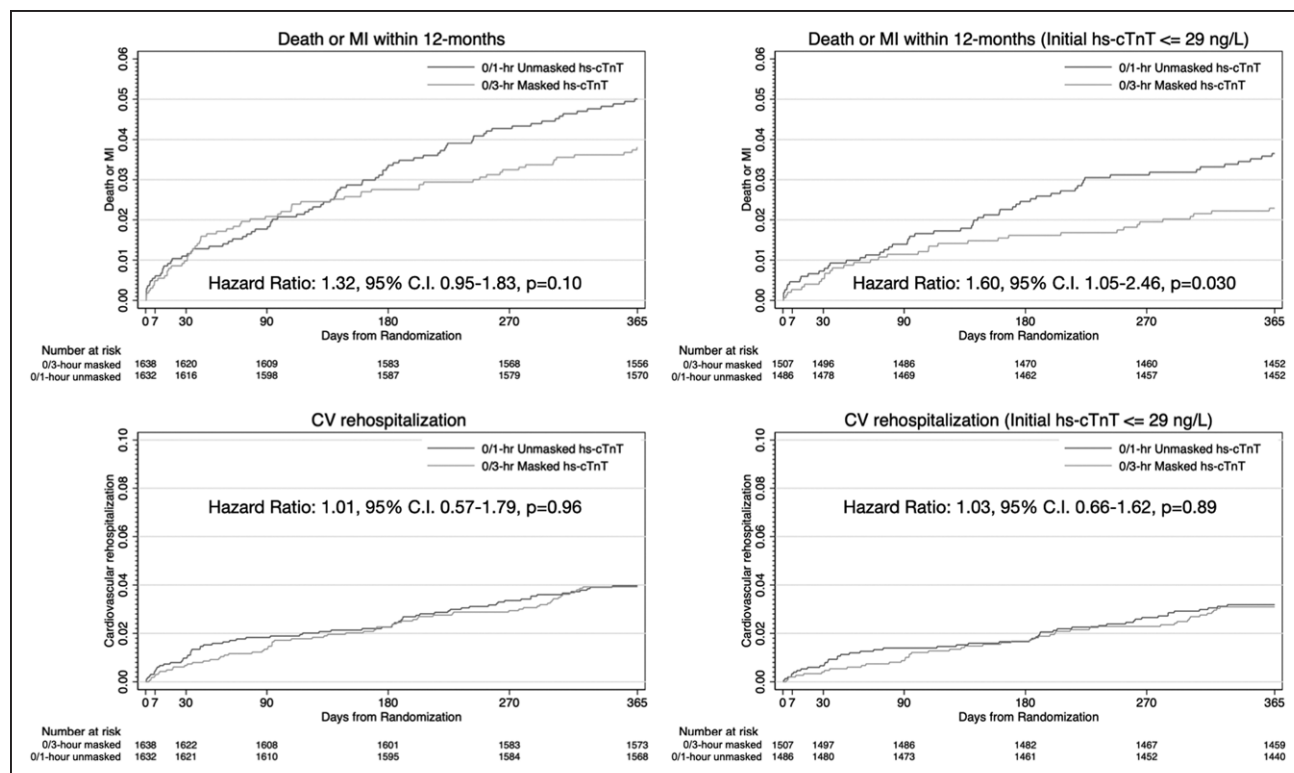 Death or MI within 12-months
0/1-hr Unmasked hs-cTnT
0/3-hr Masked hs-cTnT
0.06
0.05
0.04
0.03
0.02
0.01
0.00
Death or MI
Hazard Ratio: 1.32, 95% C.I. 0.95-1.83, p=0.10
0 7 30 90 180 270 365
Days from Randomization
Number at risk
0/3-hour masked 1638 1620 1609 1583 1568 1556
0/1-hour unmasked 1632 1616 1598 1587 1579 1570
Death or MI within 12-months (Initial hs-cTnT <= 29 ng/L)
0/1-hr Unmasked hs-cTnT
0/3-hr Masked hs-cTnT
0.06
0.05
0.04
0.03
0.02
0.01
0.00
Death or MI
Hazard Ratio: 1.60, 95% C.I. 1.05-2.46, p=0.030
0 7 30 90 180 270 365
Days from Randomization
Number at risk
0/3-hour masked 1507 1496 1486 1470 1460 1452
0/1-hour unmasked 1486 1478 1469 1462 1457 1452
CV rehospitalization
0/1-hr Unmasked hs-cTnT
0/3-hr Masked hs-cTnT
0.10
0.08
0.06
0.04
0.02
0.00
Cardiovascular rehospitalization
Hazard Ratio: 1.01, 95% C.I. 0.57-1.79, p=0.96
0 7 30 90 180 270 365
Days from Randomization
Number at risk
0/3-hour masked 1638 1622 1608 1601 1583 1573
0/1-hour unmasked 1632 1621 1610 1595 1584 1568
CV rehospitalization (Initial hs-cTnT <= 29 ng/L)
0/1-hr Unmasked hs-cTnT
0/3-hr Masked hs-cTnT
0.10
0.08
0.06
0.04
0.02
0.00
Cardiovascular rehospitalization
Hazard Ratio: 1.03, 95% C.I. 0.66-1.62, p=0.89
0 7 30 90 180 270 365
Days from Randomization
Number at risk
0/3-hour masked 1507 1497 1486 1482 1467 1459
0/1-hour unmasked 1486 1480 1473 1461 1452 1440